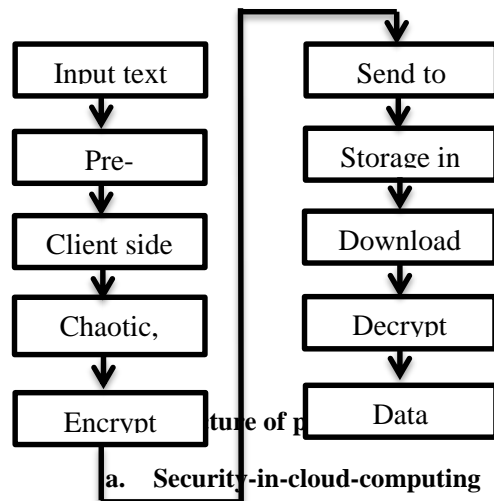 Input text
Pre-
Client side
Chaotic,
Encrypt
Send to
Storage in
Download
Decrypt
Data
cture of p
a. Security-in-cloud-computing